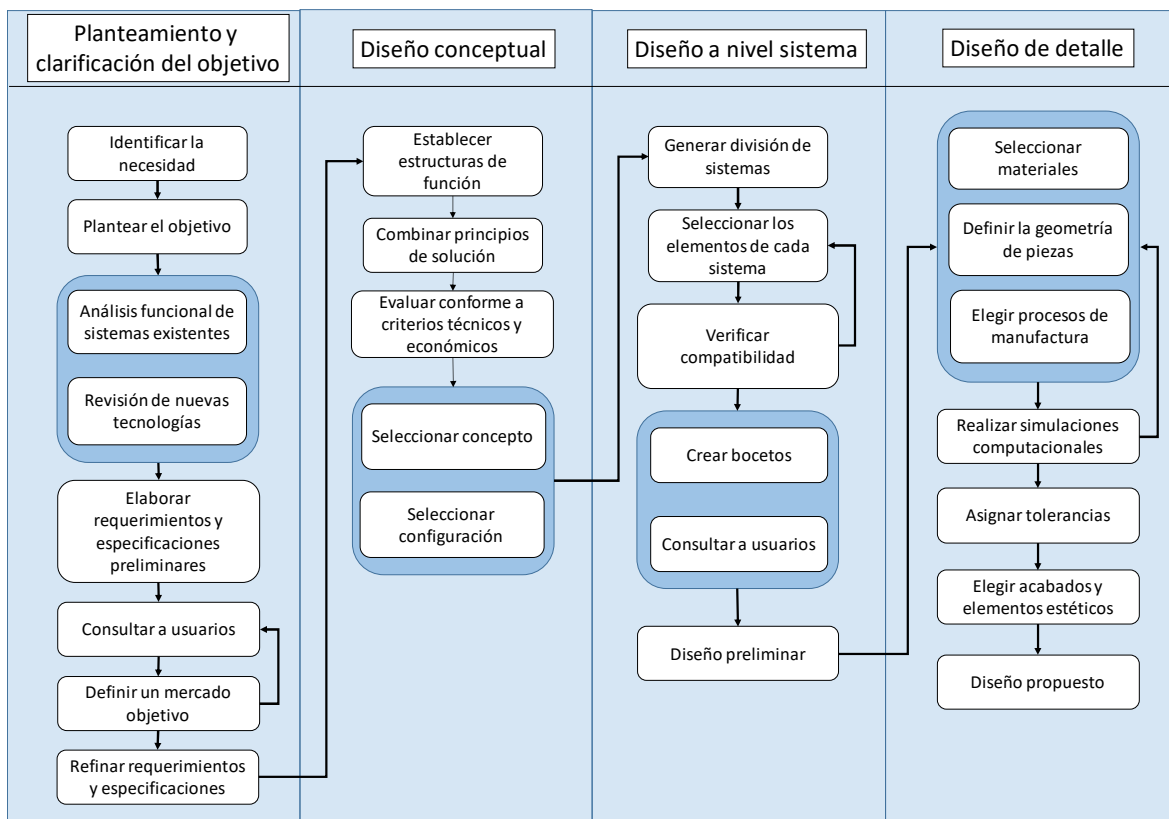 Planteamiento y
clarificación del objetivo
Identificar la
necesidad
Plantear el objetivo
Análisis funcional de
sistemas existentes
Revisión de nuevas
tecnologías
Elaborar
requerimientos y
especificaciones
preliminares
Consultar a usuarios
Definir un mercado
objetivo
Refinar requerimientos
y especificaciones
Diseño conceptual
Establecer
estructuras de
función
Combinar principios
de solución
Evaluar conforme a
criterios técnicos y
económicos
Seleccionar concepto
Seleccionar
configuración
Diseño a nivel sistema
Generar división de
sistemas
Seleccionar los
elementos de cada
sistema
Verificar
compatibilidad
Crear bocetos
Consultar a usuarios
Diseño preliminar
Diseño de detalle
Seleccionar
materiales
Definir la geometría
de piezas
Elegir procesos de
manufactura
Realizar simulaciones
computacionales
Asignar tolerancias
Elegir acabados y
elementos estéticos
Diseño propuesto